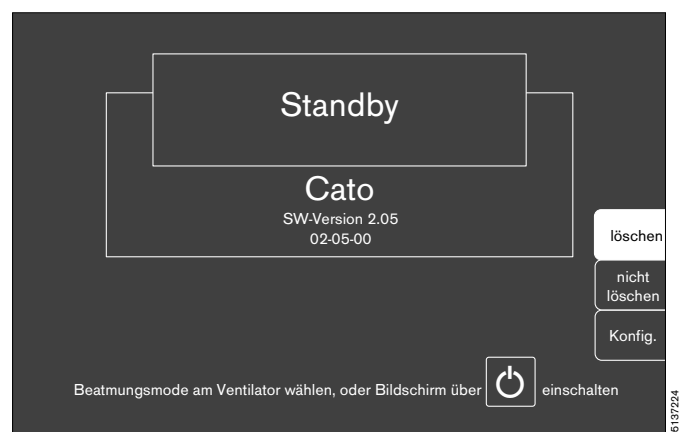 Standby
Cato
SW-Version 2.05
02-05-00
löschen
nicht
löschen
Konfig.
Beatmungsmode am Ventilator wählen, oder Bildschirm über einschalten
5137224